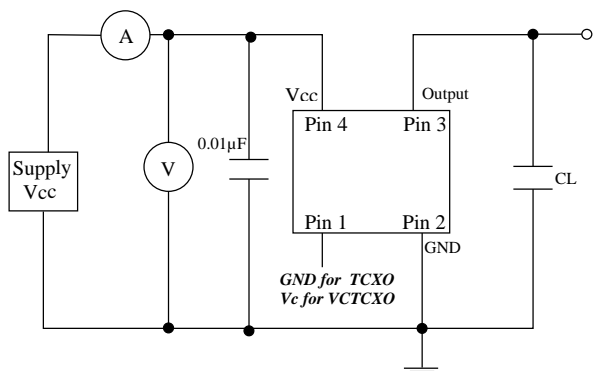 A
Vcc
Output
Pin 4
Pin 3
0.01µF
Supply
Vcc
V
CL
Pin 1
Pin 2
GND
GND for TCXO
Vc for VCTCXO